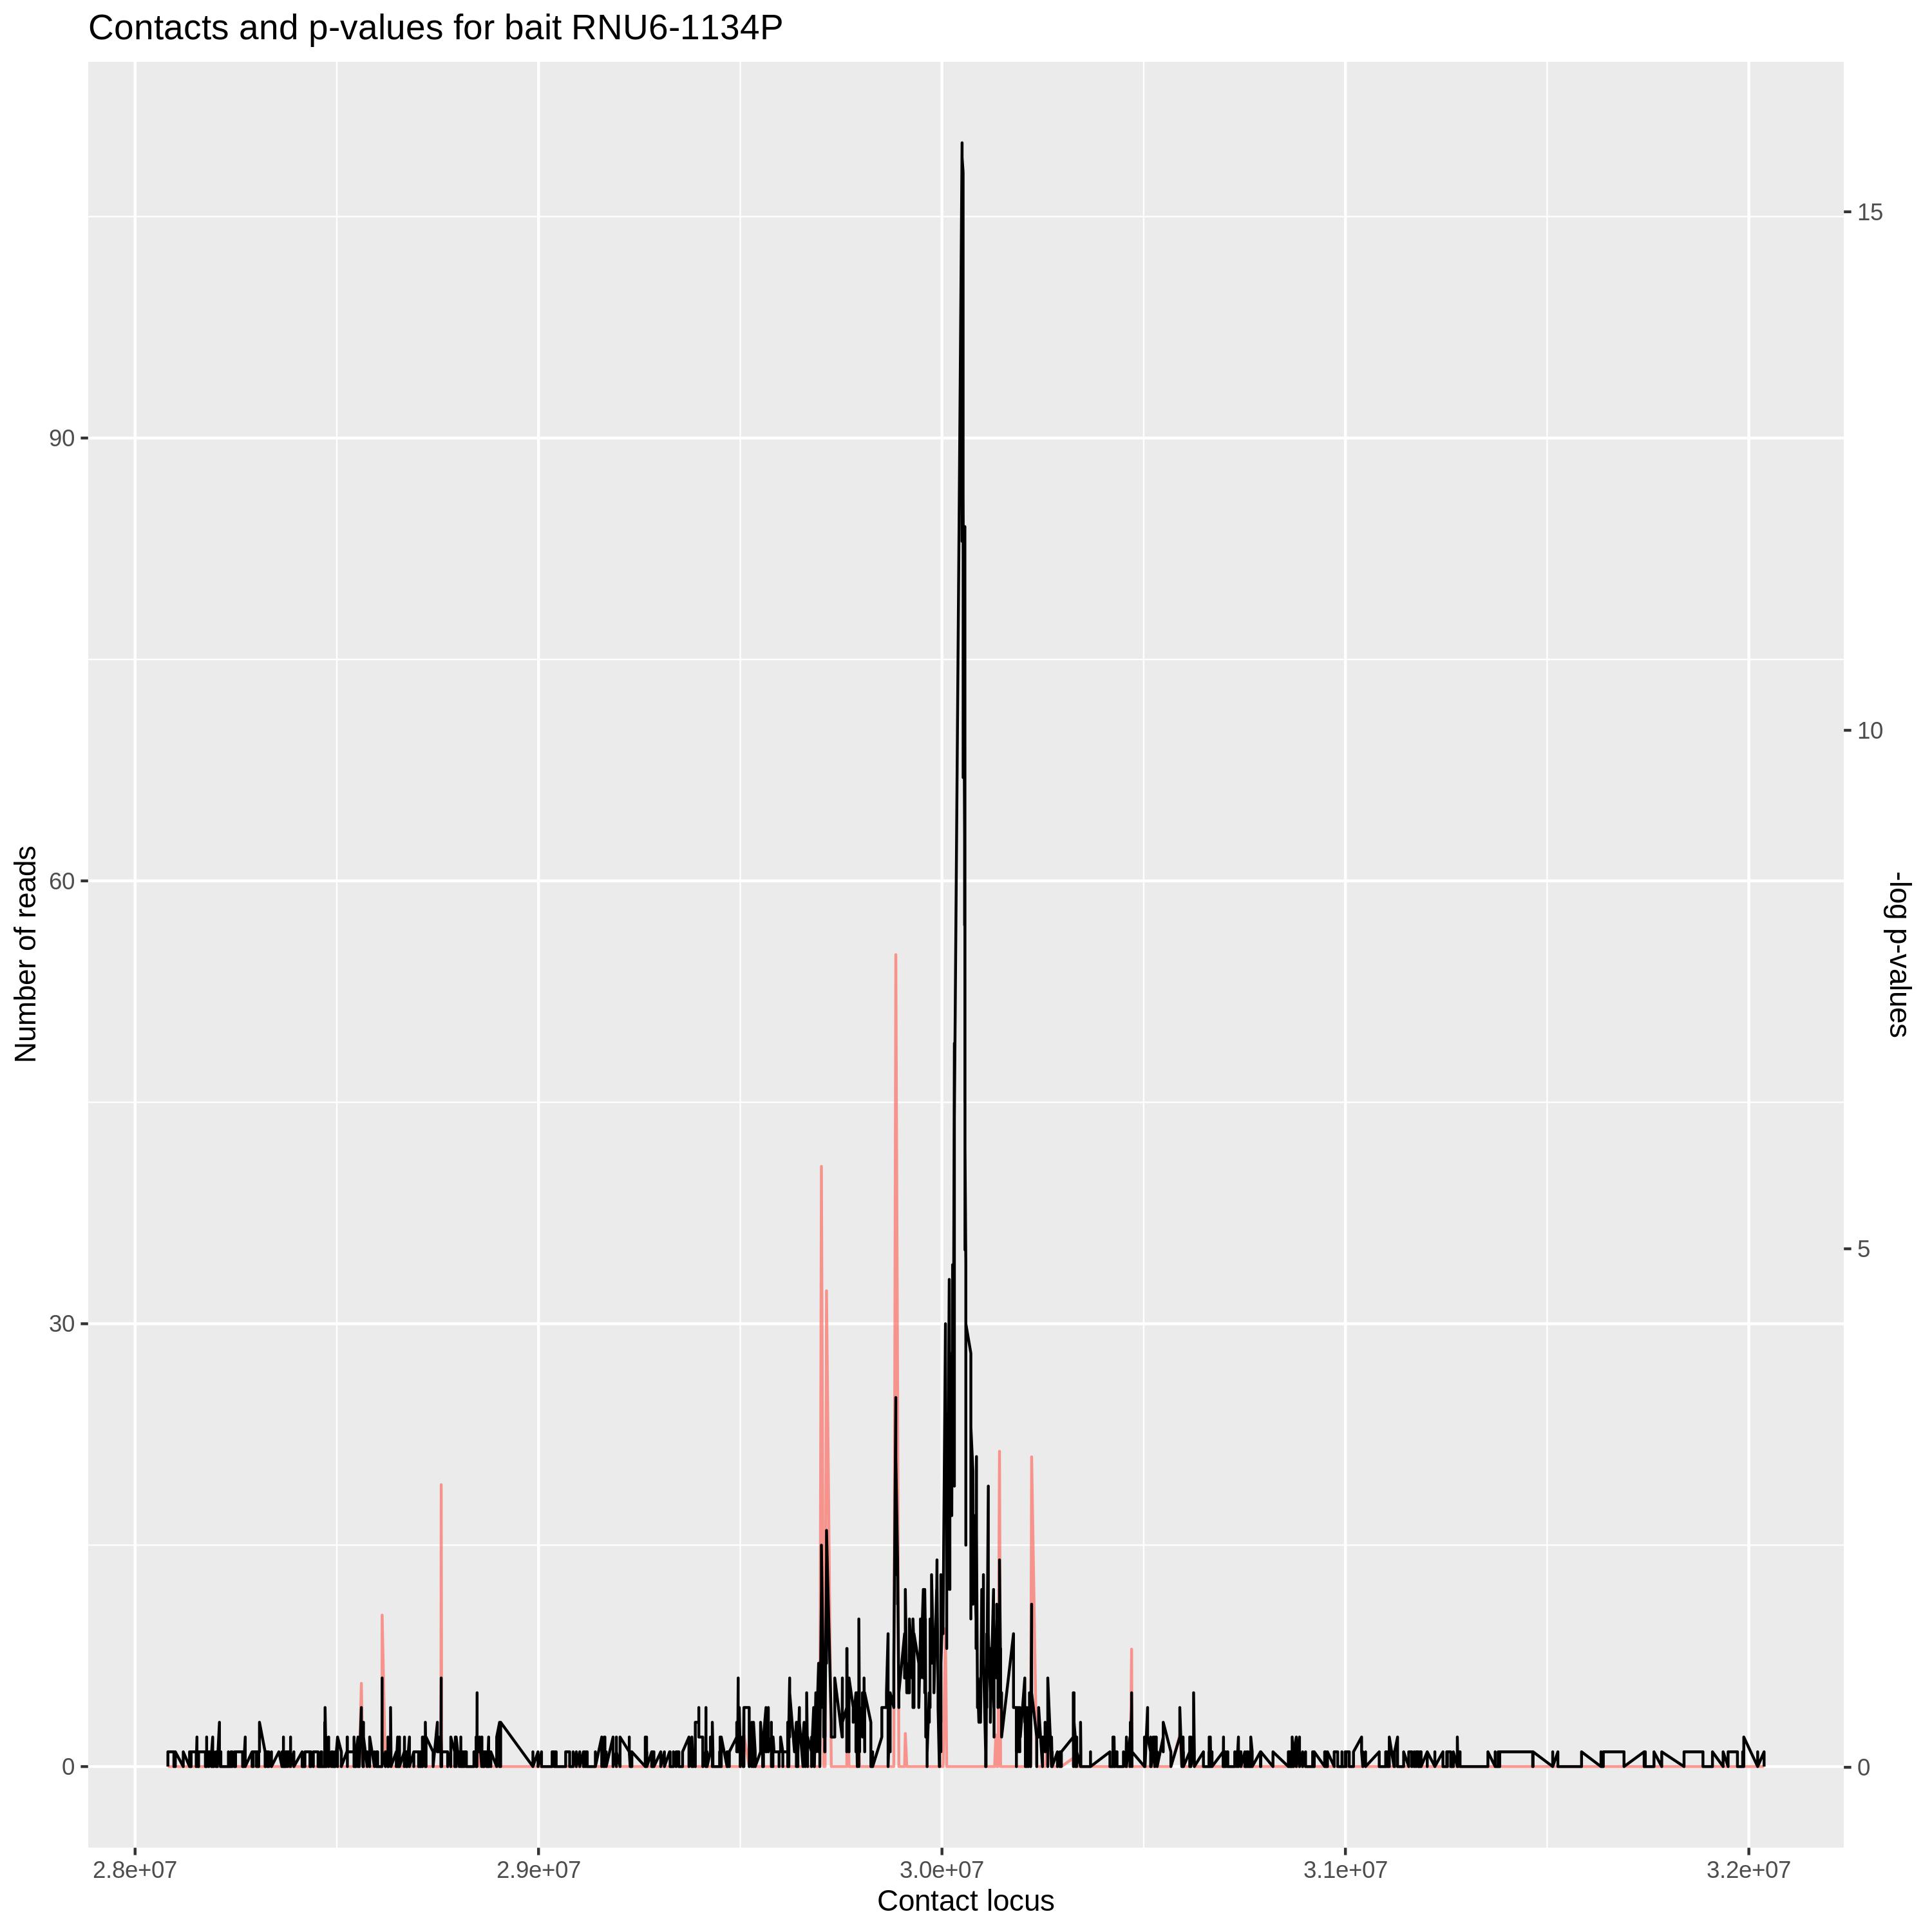 Contacts and p-values for bait RNU6-1134P
90
60
30
0
15
10
5
0
Number of reads
-log p-values
2.8e+07
2.9e+07
3.0e+07
3.1e+07
3.2e+07
Contact locus